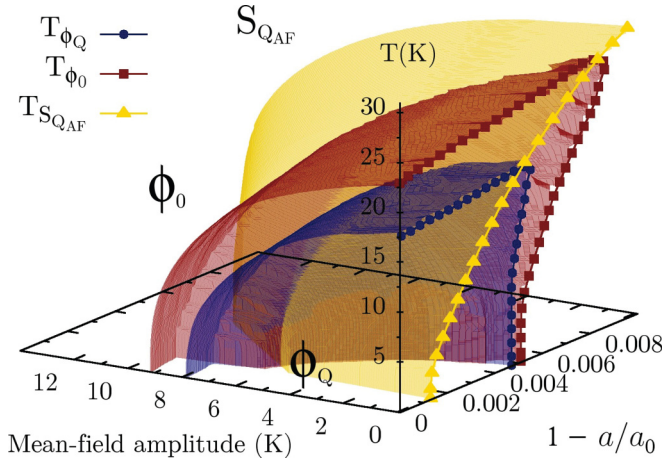 S_{Q_{AF}}
T_{ϕ_Q}
T_{ϕ_0}
T_{S_{Q_{AF}}}
T(K)
30
25
20
15
10
5
ϕ_0
ϕ_Q
12 10 8 6 4 2 0
0 0.002 0.004 0.006 0.008
Mean-field amplitude (K)
1 − a/a_0